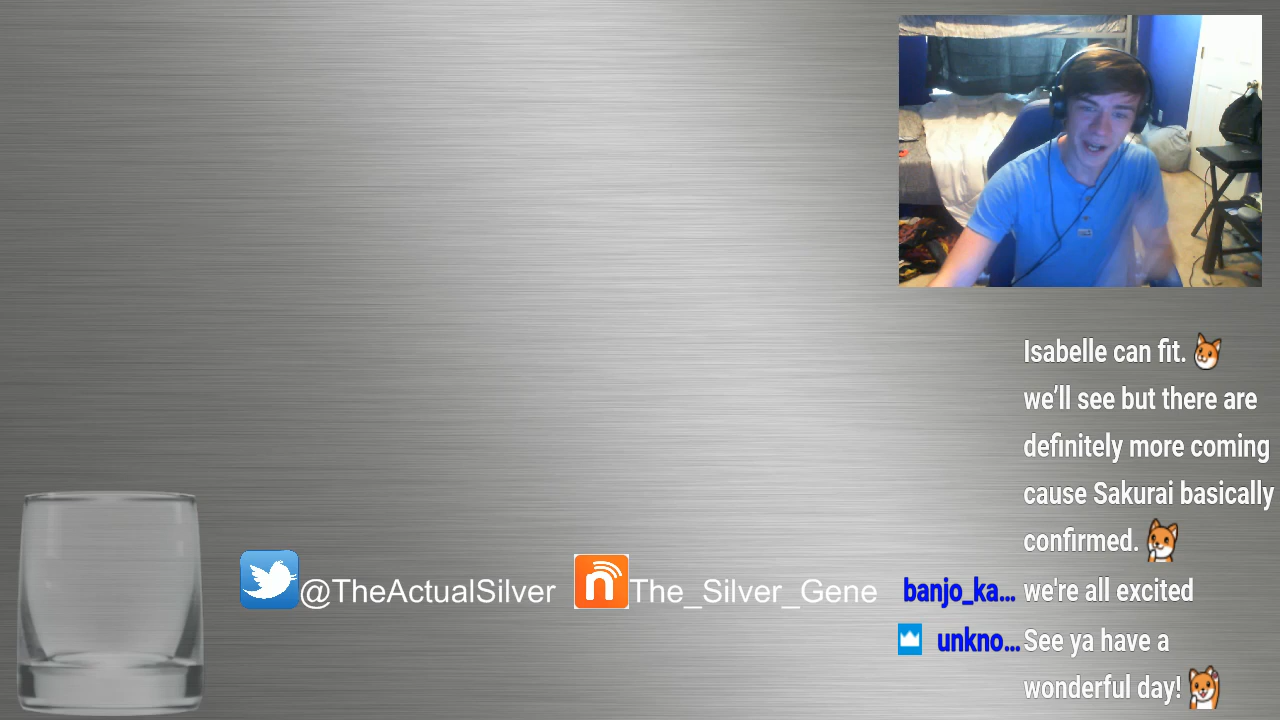 Isabelle can fit.
we'll see but there are
definitely more coming
cause Sakurai basically
confirmed.
@TheActualSilver The_Silver_Gene banjo_ka... we're all excited
unkno... See ya have a
wonderful day!